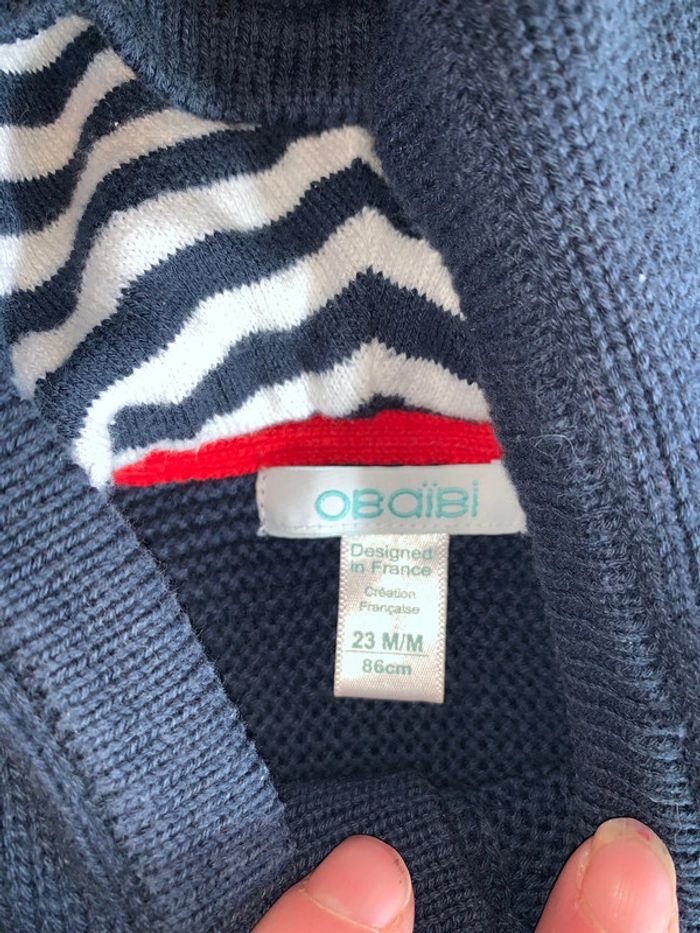 OBaïBi
Designed
in France
Création
Française
23 M/M
86cm